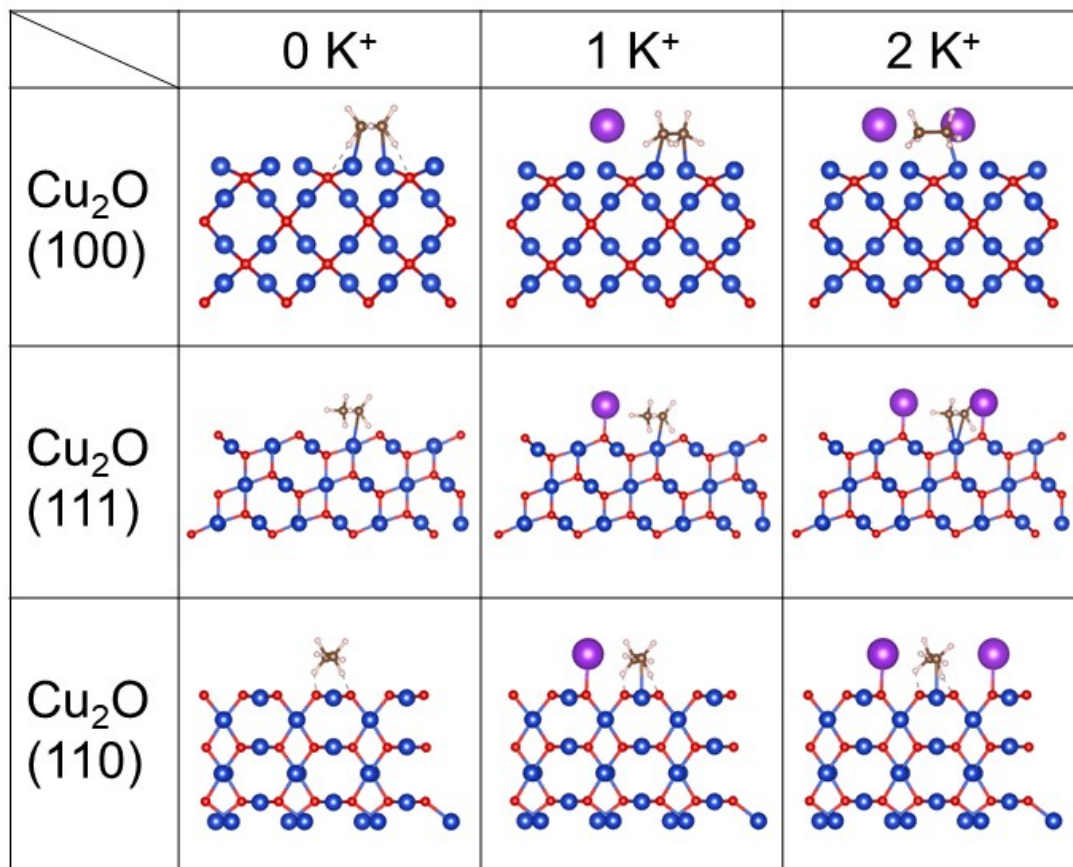 0 K⁺
1 K⁺
2 K⁺
Cu₂O
(100)
Cu₂O
(111)
Cu₂O
(110)